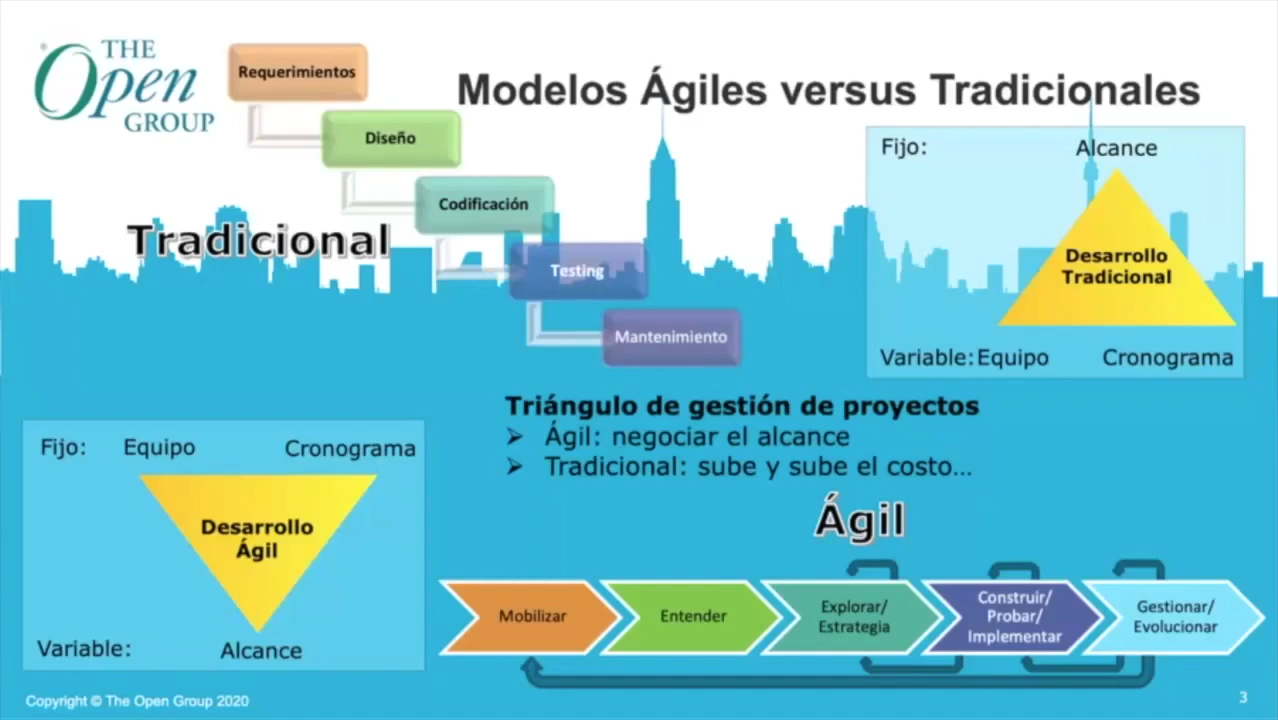 THE
Open
GROUP
Modelos Ágiles versus Tradicionales
Requerimientos
Diseño
Codificación
Testing
Mantenimiento
Tradicional
Fijo:
Alcance
Desarrollo
Tradicional
Variable: Equipo
Cronograma
Triángulo de gestión de proyectos
➢ Ágil: negociar el alcance
➢ Tradicional: sube y sube el costo…
Fijo:
Equipo
Cronograma
Desarrollo
Ágil
Variable:
Alcance
Ágil
Mobilizar
Entender
Explorar/
Estrategia
Construir/
Probar/
Implementar
Gestionar/
Evolucionar
Copyright © The Open Group 2020
3